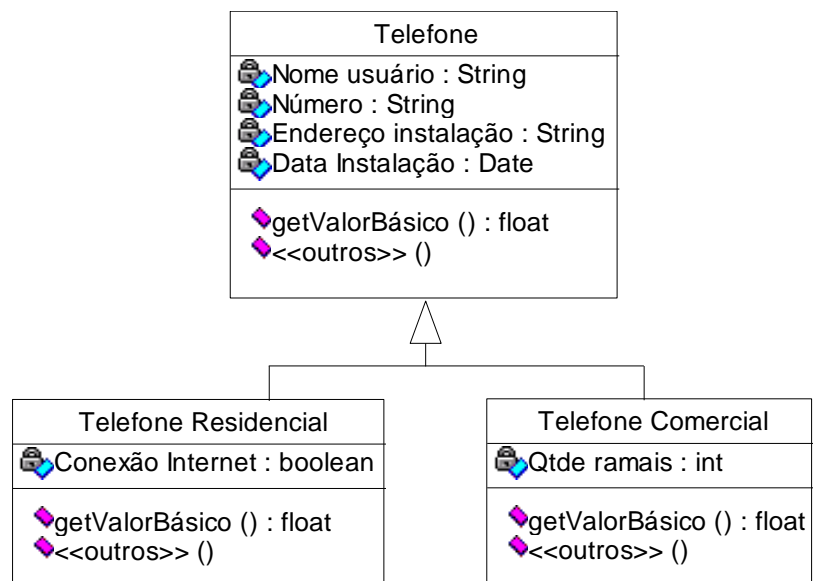 Telefone
Nome usuário : String
Número : String
Endereço instalação : String
Data Instalação : Date
getValorBásico () : float
<<outros>> ()
Telefone Residencial
Conexão Internet : boolean
getValorBásico () : float
<<outros>> ()
Telefone Comercial
Qtde ramais : int
getValorBásico () : float
<<outros>> ()